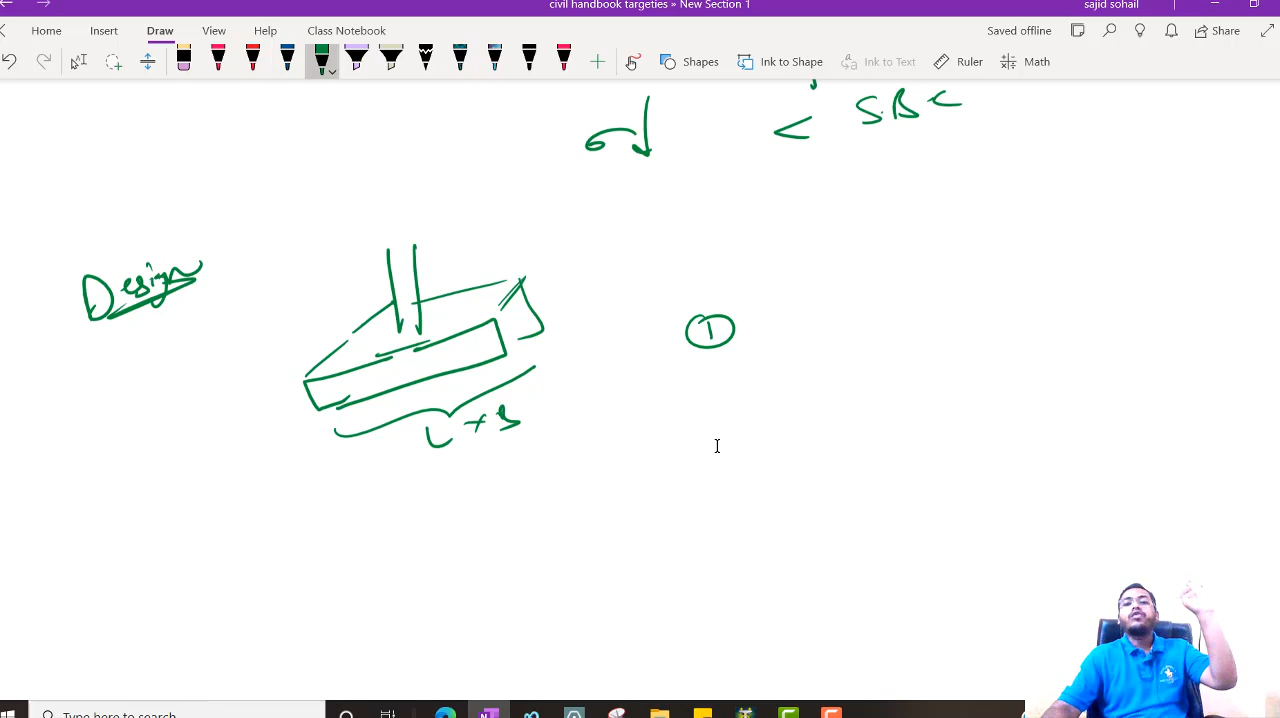 civil handbook targeties » New Section 1
sajid sohail
Home Insert Draw View Help Class Notebook
Saved offline
Share
Shapes
Ink to Shape
Ink to Text
Ruler
Math
S.B.C
<
Design
1
L × B
Type here to search